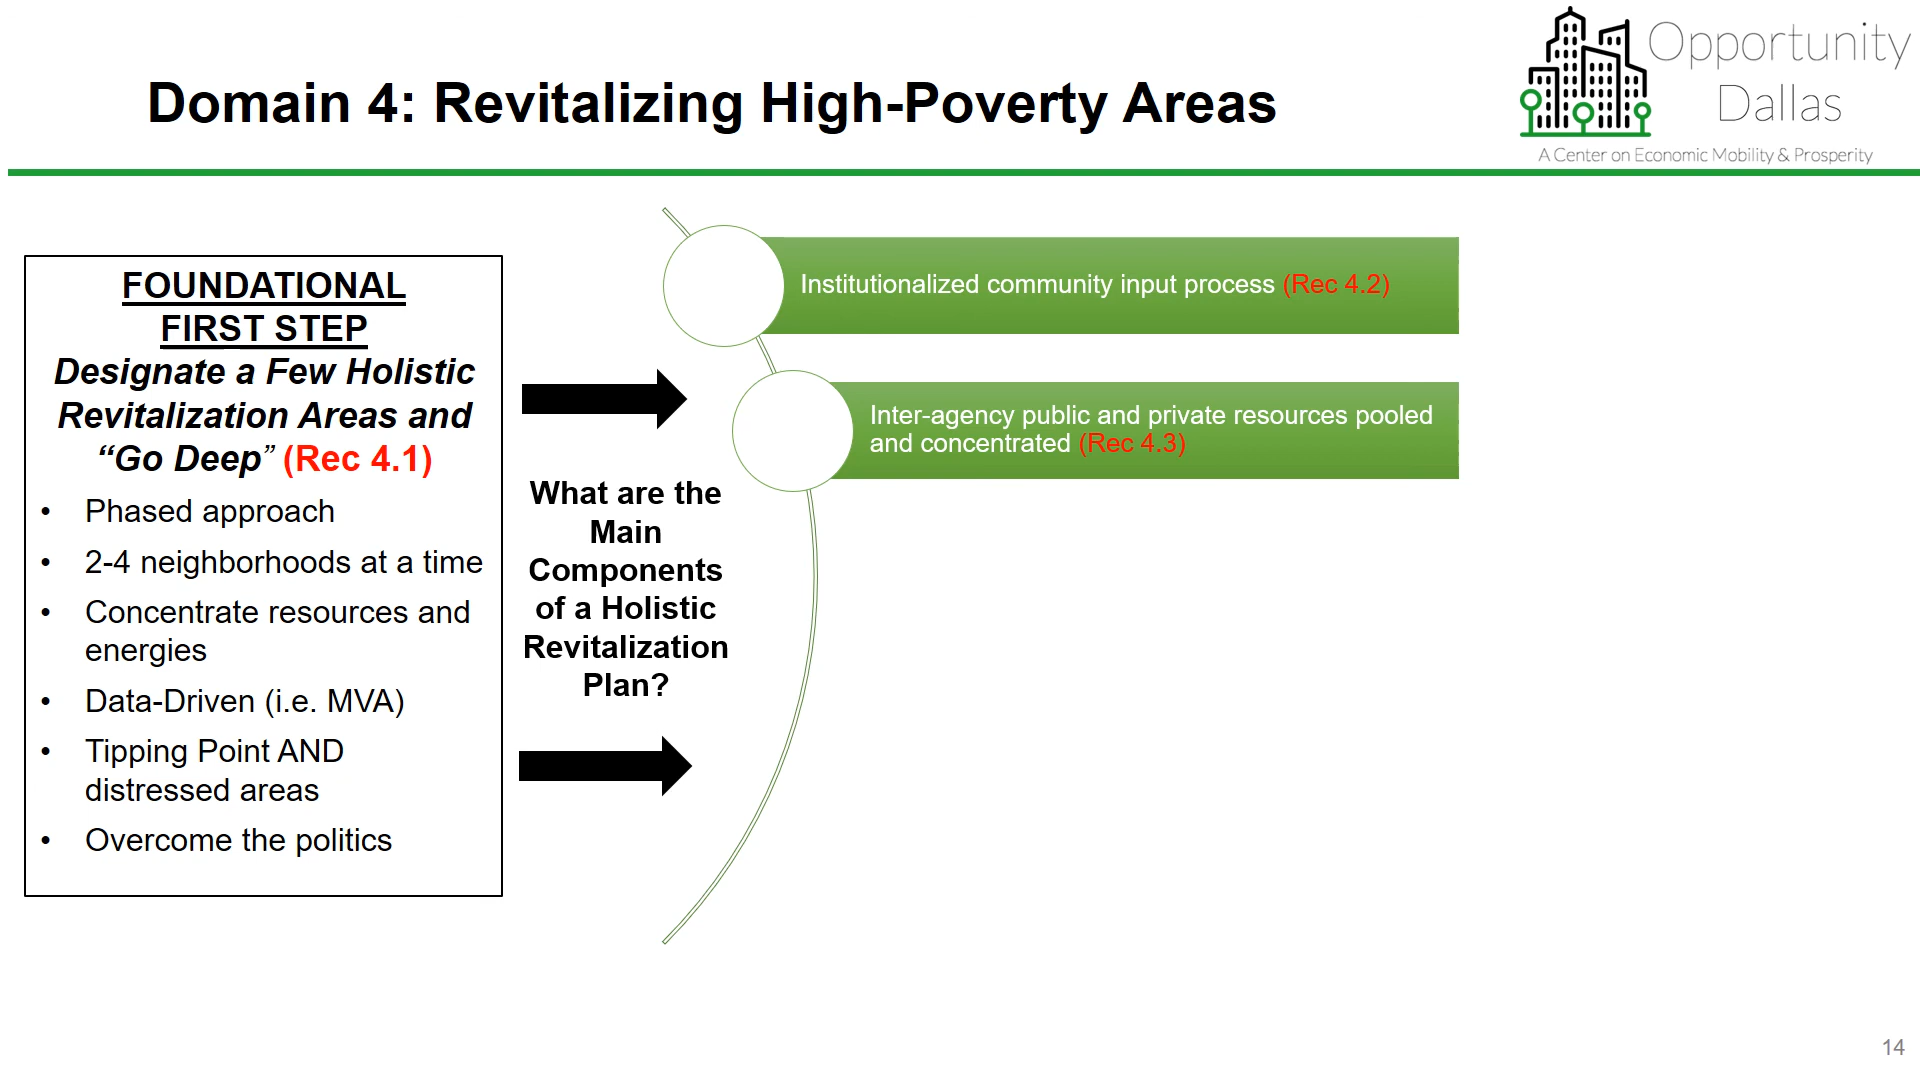 Domain 4: Revitalizing High-Poverty Areas
Opportunity
Dallas
A Center on Economic Mobility & Prosperity
FOUNDATIONAL
FIRST STEP
Designate a Few Holistic
Revitalization Areas and
“Go Deep” (Rec 4.1)
• Phased approach
• 2-4 neighborhoods at a time
• Concentrate resources and
energies
• Data-Driven (i.e. MVA)
• Tipping Point AND
distressed areas
• Overcome the politics
What are the
Main
Components
of a Holistic
Revitalization
Plan?
Institutionalized community input process (Rec 4.2)
Inter-agency public and private resources pooled
and concentrated (Rec 4.3)
14